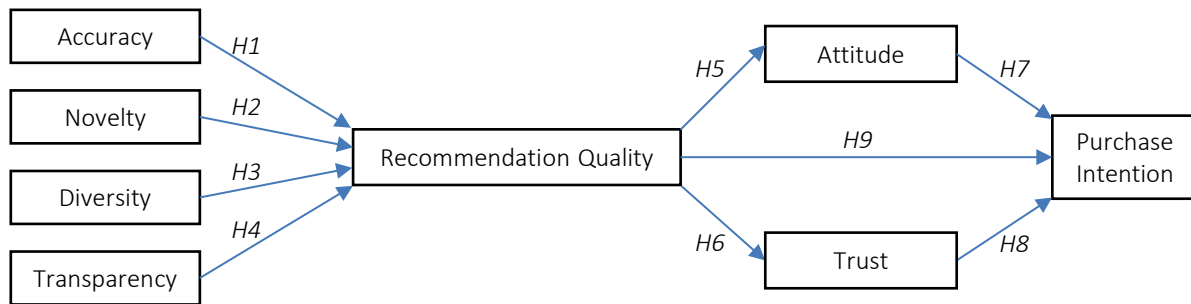 Accuracy
H1
Novelty
H2
Diversity
H3
Transparency
H4
Recommendation Quality
H5
Attitude
H7
H9
Purchase
Intention
H6
Trust
H8